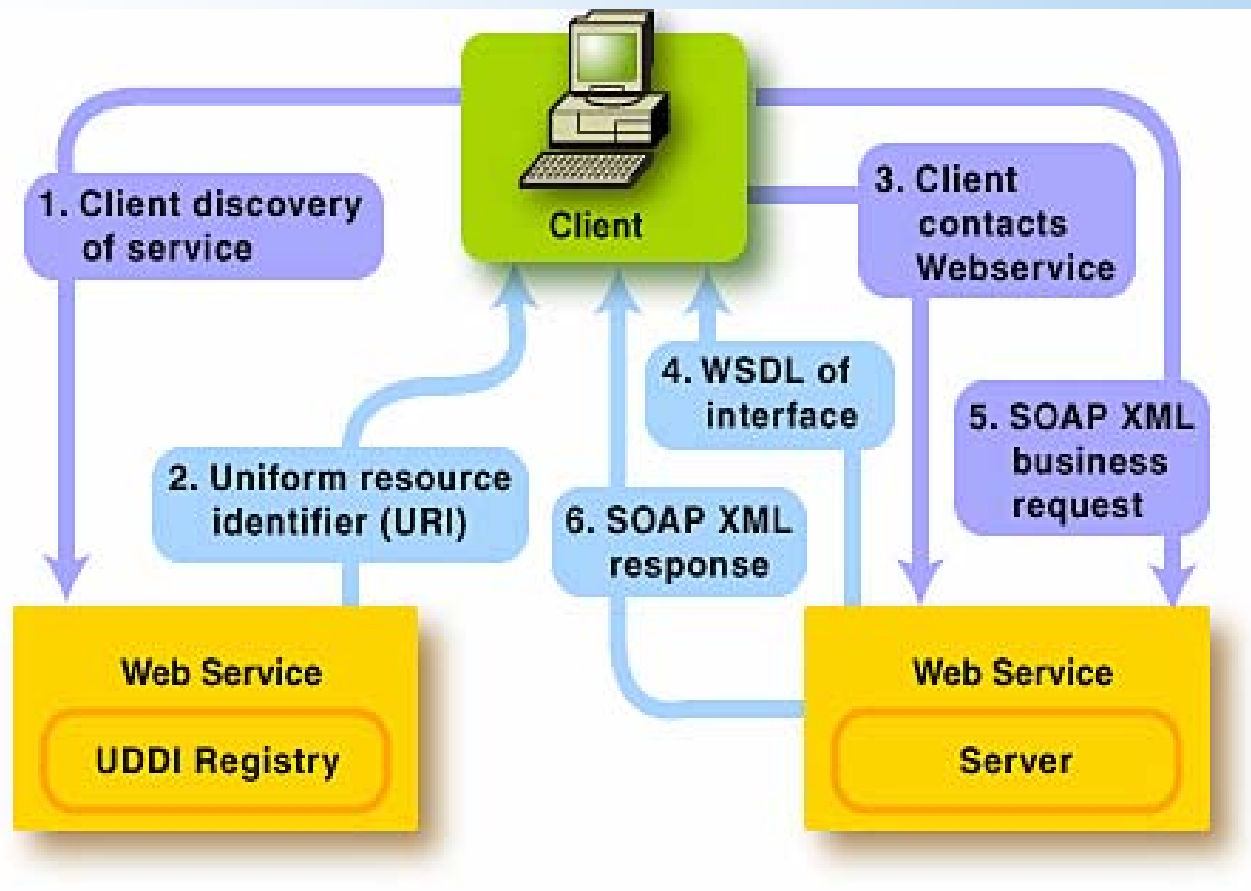 Client
1. Client discovery
of service
3. Client
contacts
Webservice
4. WSDL of
interface
5. SOAP XML
business
request
2. Uniform resource
identifier (URI)
6. SOAP XML
response
Web Service
UDDI Registry
Web Service
Server